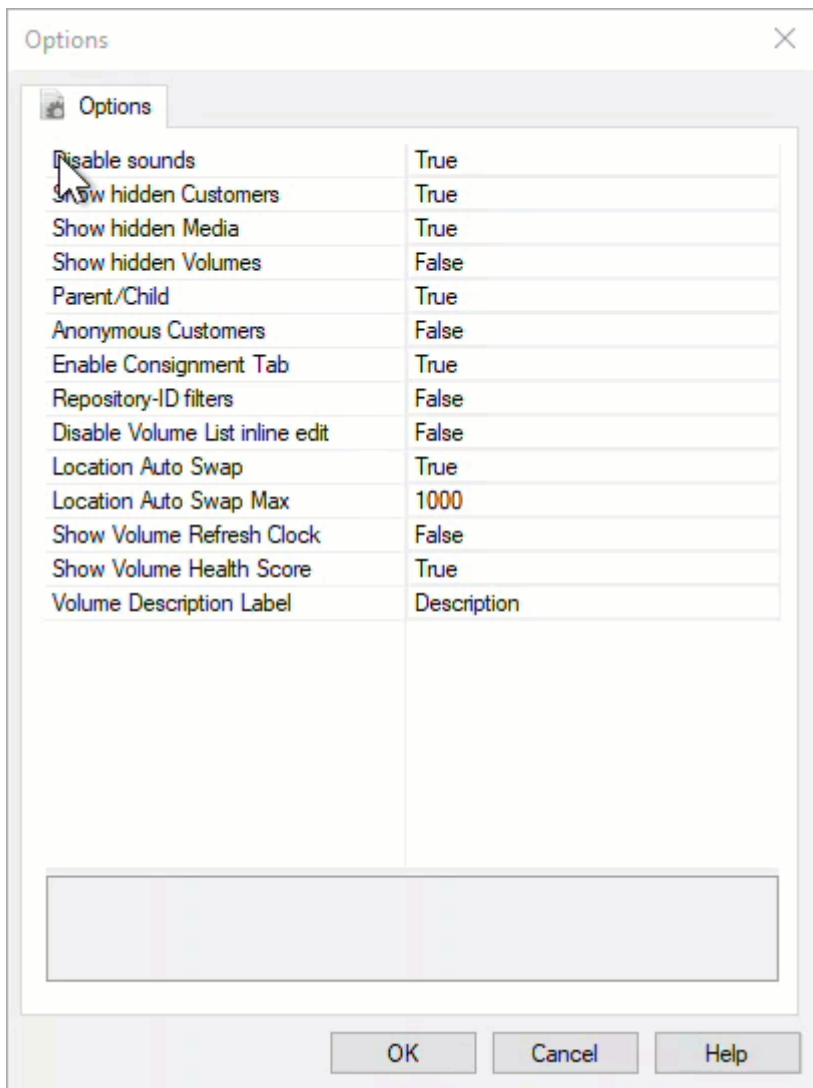 Options
Options
Disable sounds True
Show hidden Customers True
Show hidden Media True
Show hidden Volumes False
Parent/Child True
Anonymous Customers False
Enable Consignment Tab True
Repository-ID filters False
Disable Volume List inline edit False
Location Auto Swap True
Location Auto Swap Max 1000
Show Volume Refresh Clock False
Show Volume Health Score True
Volume Description Label Description
OK Cancel Help